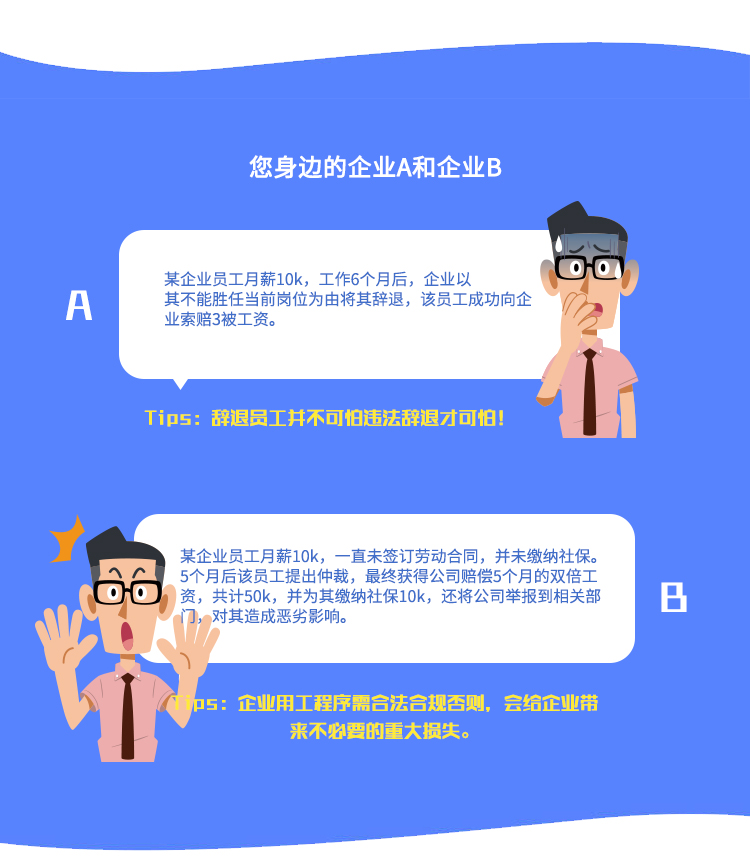 您身边的企业A和企业B
A
某企业员工月薪10k，工作6个月后，企业以
其不能胜任当前岗位为由将其辞退，该员工成功向企
业索赔3被工资。
Tips：辞退员工并不可怕违法辞退才可怕！
某企业员工月薪10k，一直未签订劳动合同，并未缴纳社保。
5个月后该员工提出仲裁，最终获得公司赔偿5个月的双倍工
资，共计50k，并为其缴纳社保10k，还将公司举报到相关部
门，对其造成恶劣影响。
B
Tips：企业用工程序需合法合规否则，会给企业带
来不必要的重大损失。